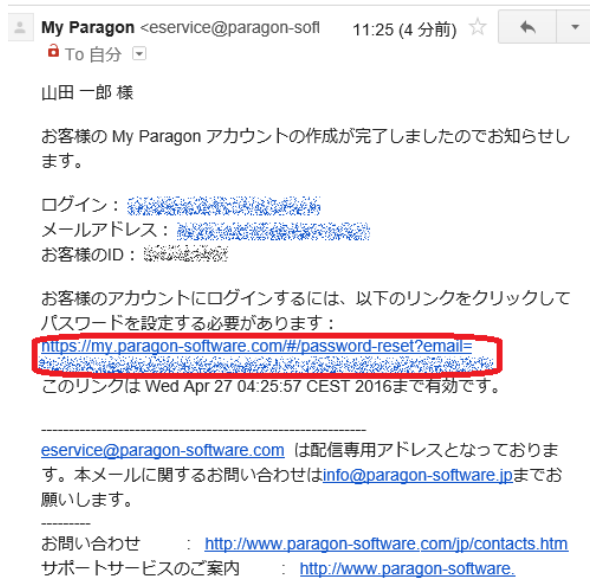 My Paragon <eservice@paragon-soft 11:25 (4 分前)
To 自分
山田 一郎 様
お客様の My Paragon アカウントの作成が完了しましたのでお知らせし
ます。
ログイン：
メールアドレス：
お客様のID：
お客様のアカウントにログインするには、以下のリンクをクリックして
パスワードを設定する必要があります：
https://my.paragon-software.com/#/password-reset?email=
このリンクは Wed Apr 27 04:25:57 CEST 2016まで有効です。
-----------------------------------------------------------
eservice@paragon-software.com は配信専用アドレスとなっておりま
す。本メールに関するお問い合わせはinfo@paragon-software.jpまでお
願いします。
---------
お問い合わせ : http://www.paragon-software.com/jp/contacts.htm
サポートサービスのご案内 : http://www.paragon-software.